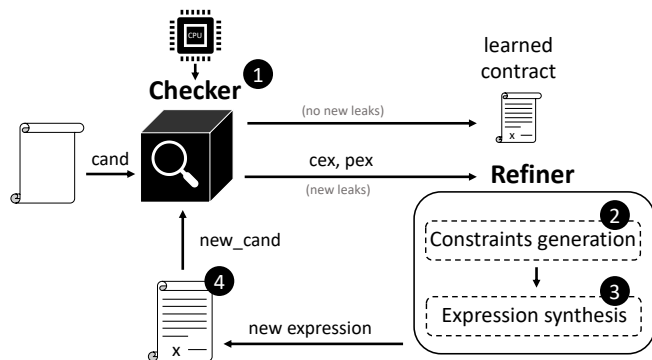 CPU
learned
contract
Checker
1
(no new leaks)
X
cand
cex, pex
(new leaks)
Refiner
2
Constraints generation
new_cand
3
Expression synthesis
4
new expression
X